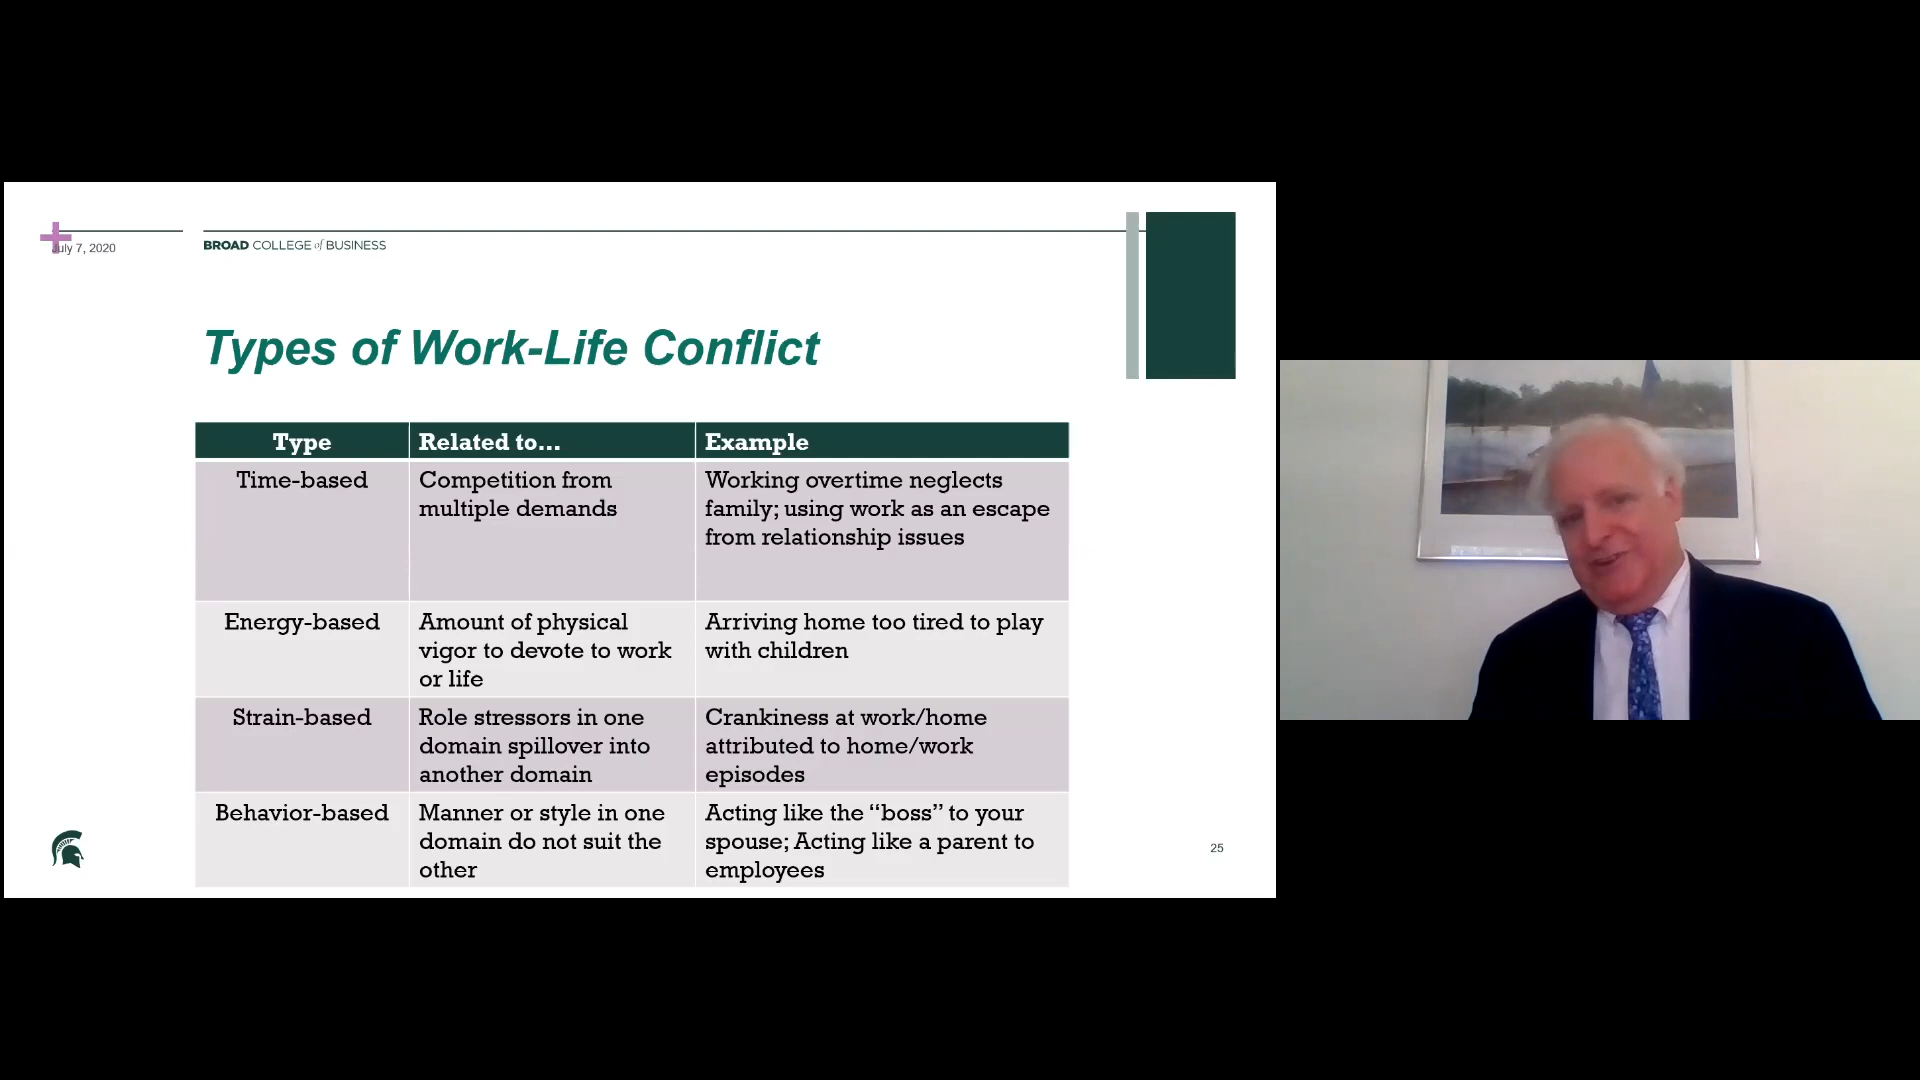 July 7, 2020
BROAD COLLEGE of BUSINESS
Types of Work-Life Conflict
Type
Related to...
Example
Time-based
Competition from
multiple demands
Working overtime neglects
family; using work as an escape
from relationship issues
Energy-based
Amount of physical
vigor to devote to work
or life
Arriving home too tired to play
with children
Strain-based
Role stressors in one
domain spillover into
another domain
Crankiness at work/home
attributed to home/work
episodes
Behavior-based
Manner or style in one
domain do not suit the
other
Acting like the “boss” to your
spouse; Acting like a parent to
employees
25